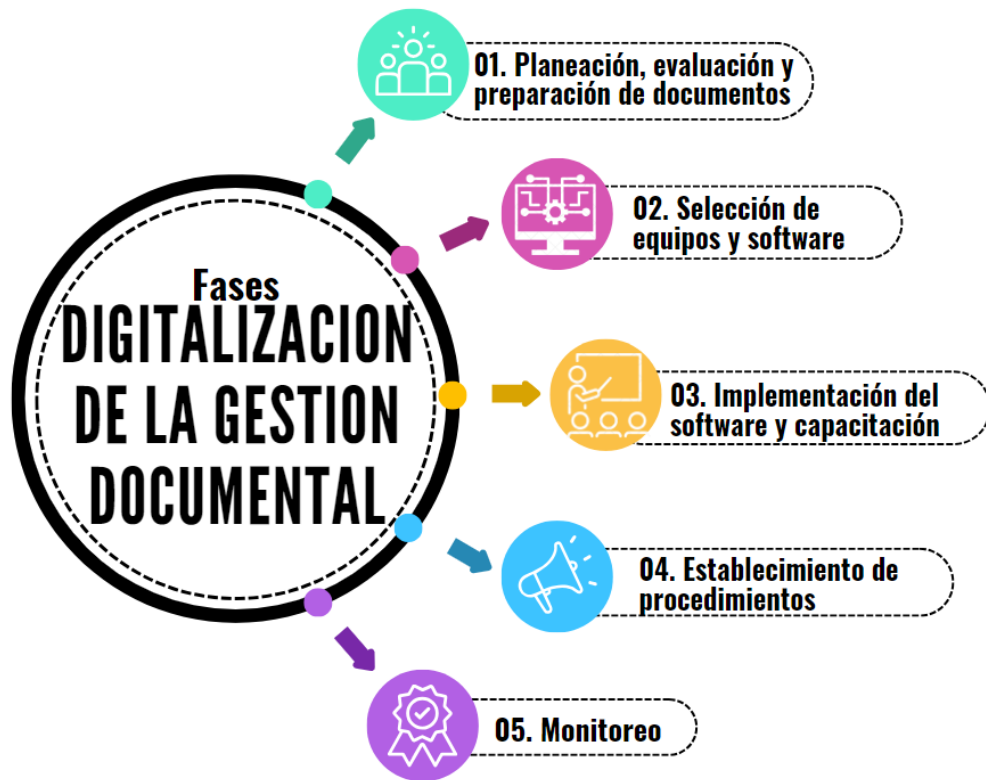 Fases
DIGITALIZACION
DE LA GESTION
DOCUMENTAL
01. Planeación, evaluación y
preparación de documentos
02. Selección de
equipos y software
03. Implementación del
software y capacitación
04. Establecimiento de
procedimientos
05. Monitoreo